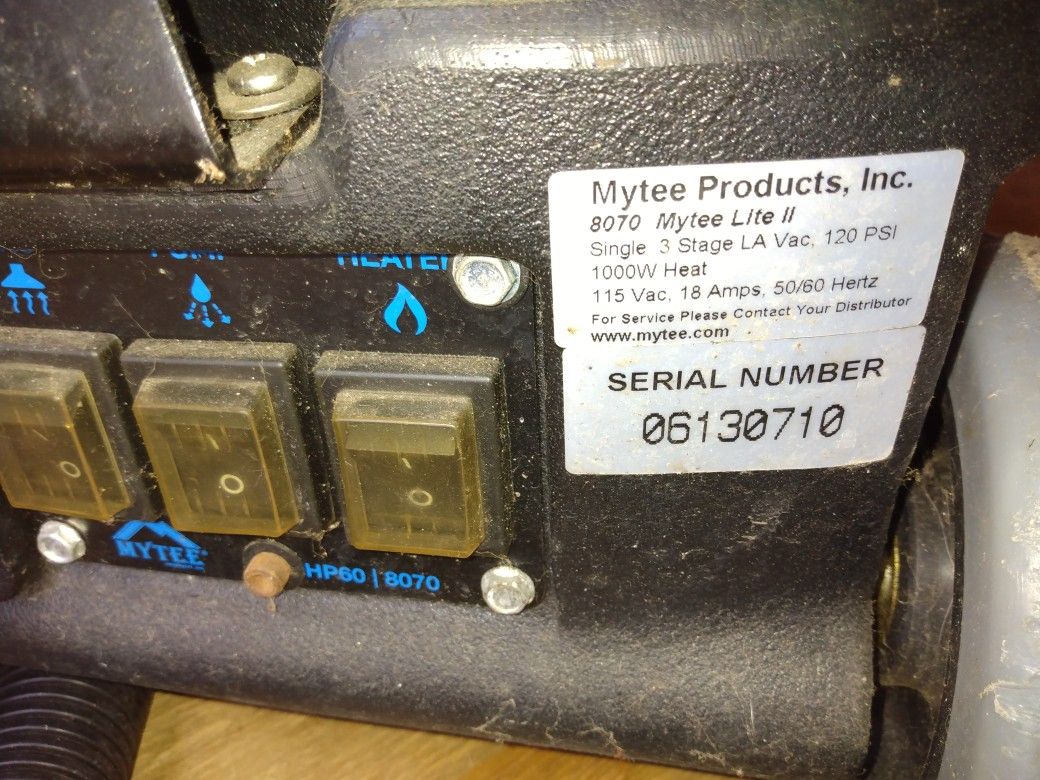 Mytee Products, Inc.
8070 Mytee Lite II
Single 3 Stage LA Vac, 120 PSI
1000W Heat
115 Vac, 18 Amps, 50/60 Hertz
For Service Please Contact Your Distributor
www.mytee.com
SERIAL NUMBER
06130710
PUMP
HEATER
MYTEE
HP60 | 8070